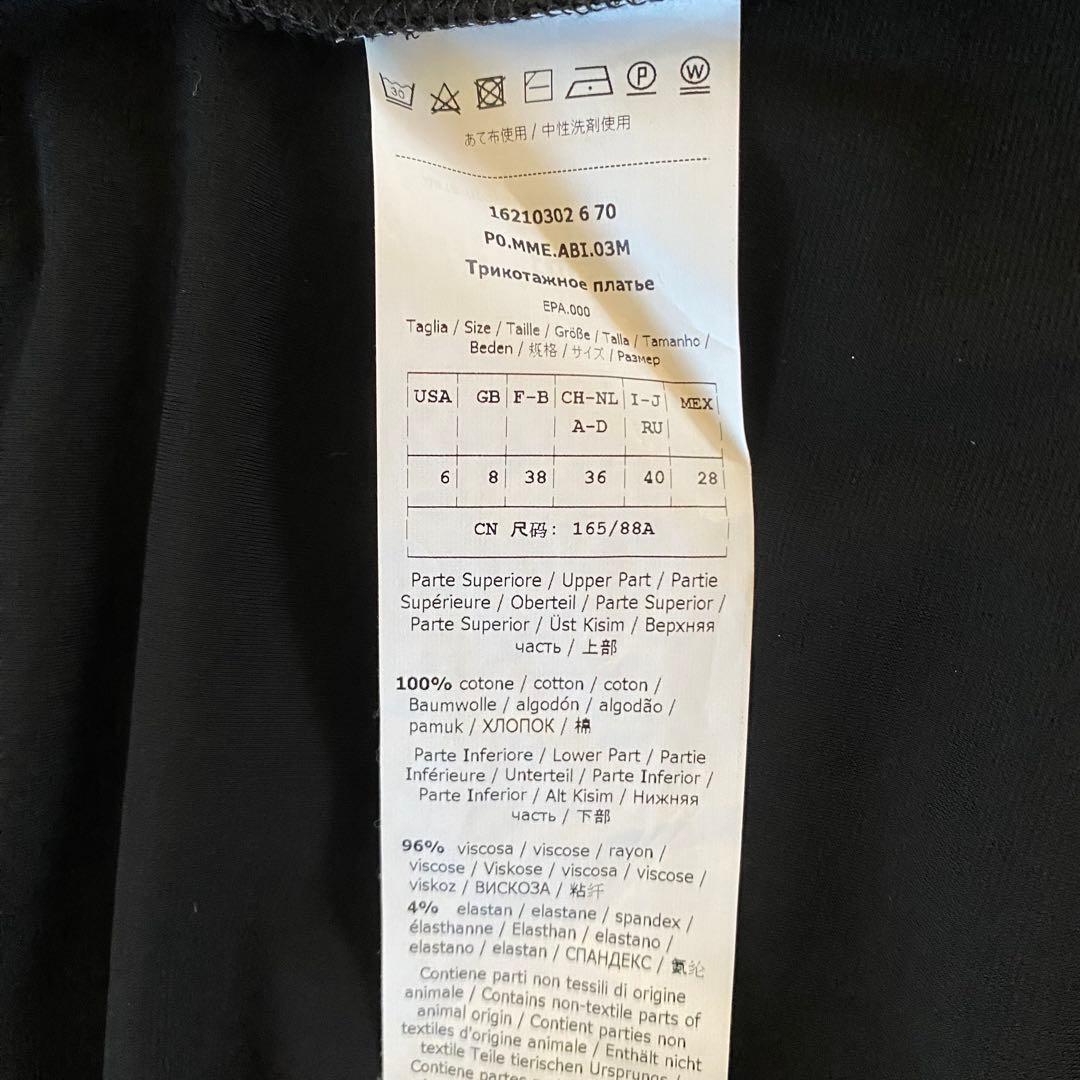 30 P W
あて布使用 / 中性洗剤使用
16210302 6 70
P0.MME.ABI.03M
Трикотажное платье
EPA.000
Taglia / Size / Taille / Größe / Talla / Tamanho /
Beden / 规格 / サイズ / Размер
USA GB F-B CH-NL I-J MEX
A-D RU
6 8 38 36 40 28
CN 尺码: 165/88A
Parte Superiore / Upper Part / Partie
Supérieure / Oberteil / Parte Superior /
Parte Superior / Üst Kisim / Верхняя
часть / 上部
100% cotone / cotton / coton /
Baumwolle / algodón / algodão /
pamuk / ХЛОПОК / 棉
Parte Inferiore / Lower Part / Partie
Inférieure / Unterteil / Parte Inferior /
Parte Inferior / Alt Kisim / Нижняя
часть / 下部
96% viscosa / viscose / rayon /
viscose / Viskose / viscosa / viscose /
viskoz / ВИСКОЗА / 粘纤
4% elastan / elastane / spandex /
élasthanne / Elasthan / elastano /
elastano / elastan / СПАНДЕКС / 氨纶
Contiene parti non tessili di origine
animale / Contains non-textile parts of
animal origin / Contient parties non
textiles d'origine animale / Enthält nicht
textile Teile tierischen Ursprungs /
Contiene partes